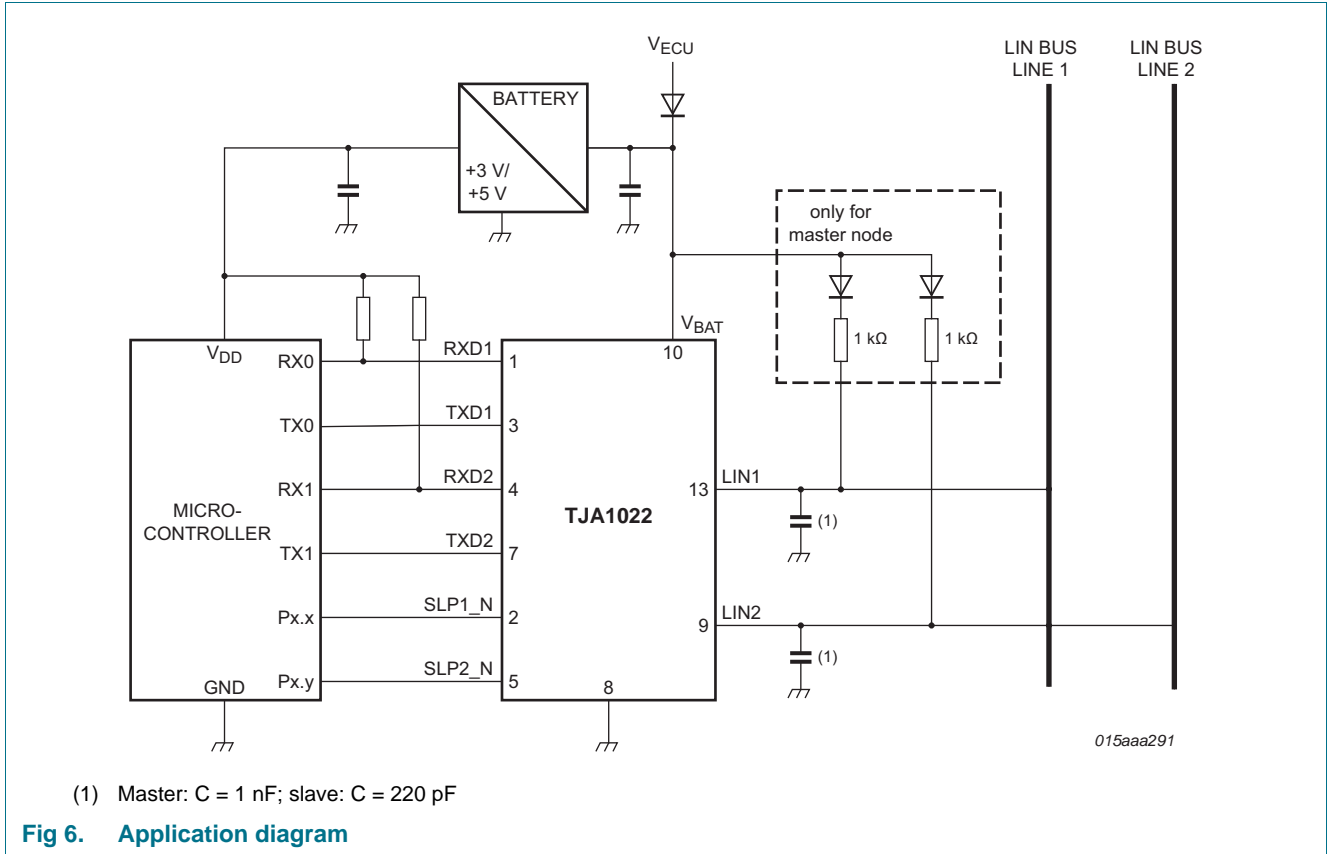 VECU
LIN BUS
LINE 1
LIN BUS
LINE 2
BATTERY
+3 V/
+5 V
only for
master node
1 kΩ
1 kΩ
VBAT
10
VDD
RX0
RXD1
1
TX0
TXD1
3
RX1
RXD2
4
MICRO-
CONTROLLER
TJA1022
13
LIN1
(1)
TX1
TXD2
7
Px.x
SLP1_N
2
9
LIN2
(1)
Px.y
SLP2_N
5
GND
8
015aaa291
(1) Master: C = 1 nF; slave: C = 220 pF
Fig 6. Application diagram